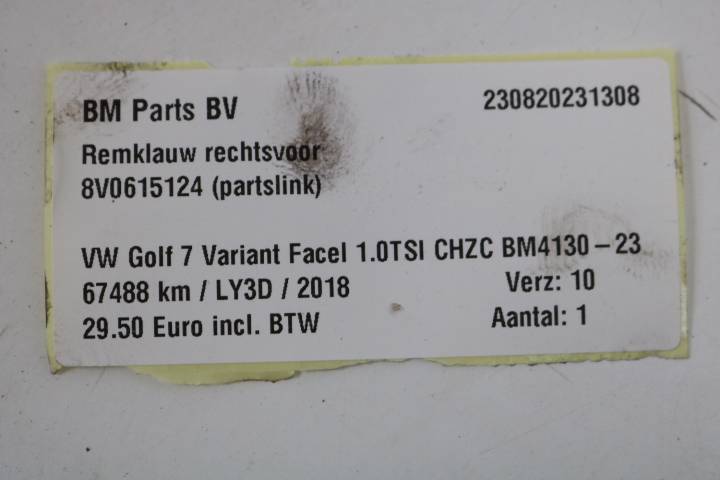 BM Parts BV 230820231308
Remklauw rechtsvoor
8V0615124 (partslink)
VW Golf 7 Variant Facel 1.0TSI CHZC BM4130-23
67488 km / LY3D / 2018 Verz: 10
29.50 Euro incl. BTW Aantal: 1